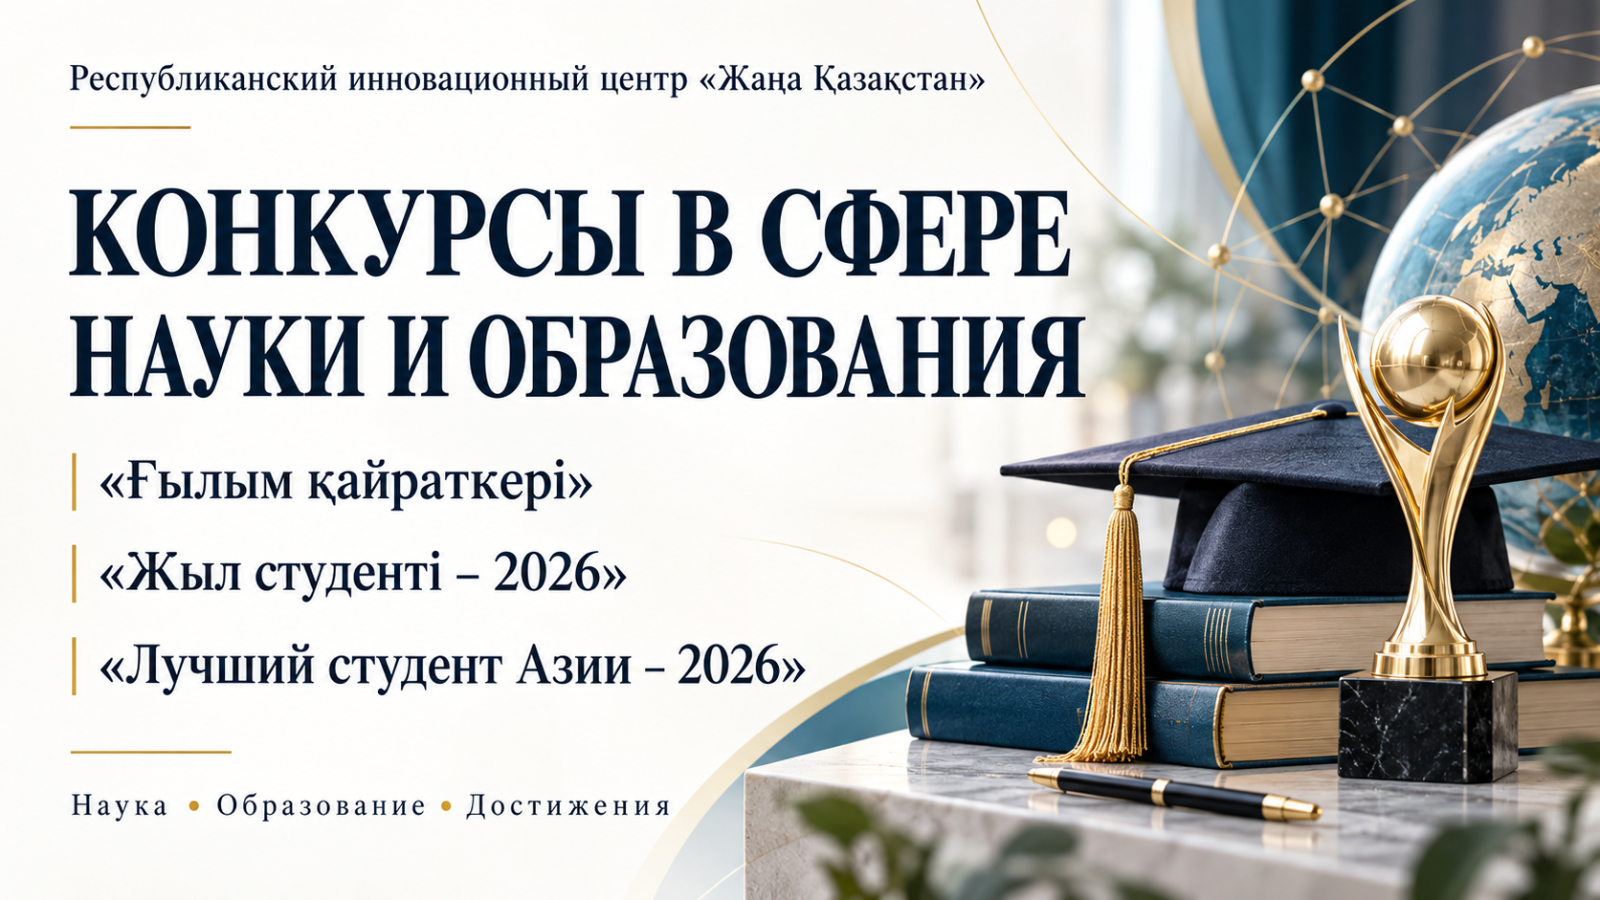 Республиканский инновационный центр «Жаңа Қазақстан»
КОНКУРСЫ В СФЕРЕ
НАУКИ И ОБРАЗОВАНИЯ
«Ғылым қайраткері»
«Жыл студенті – 2026»
«Лучший студент Азии – 2026»
Наука • Образование • Достижения